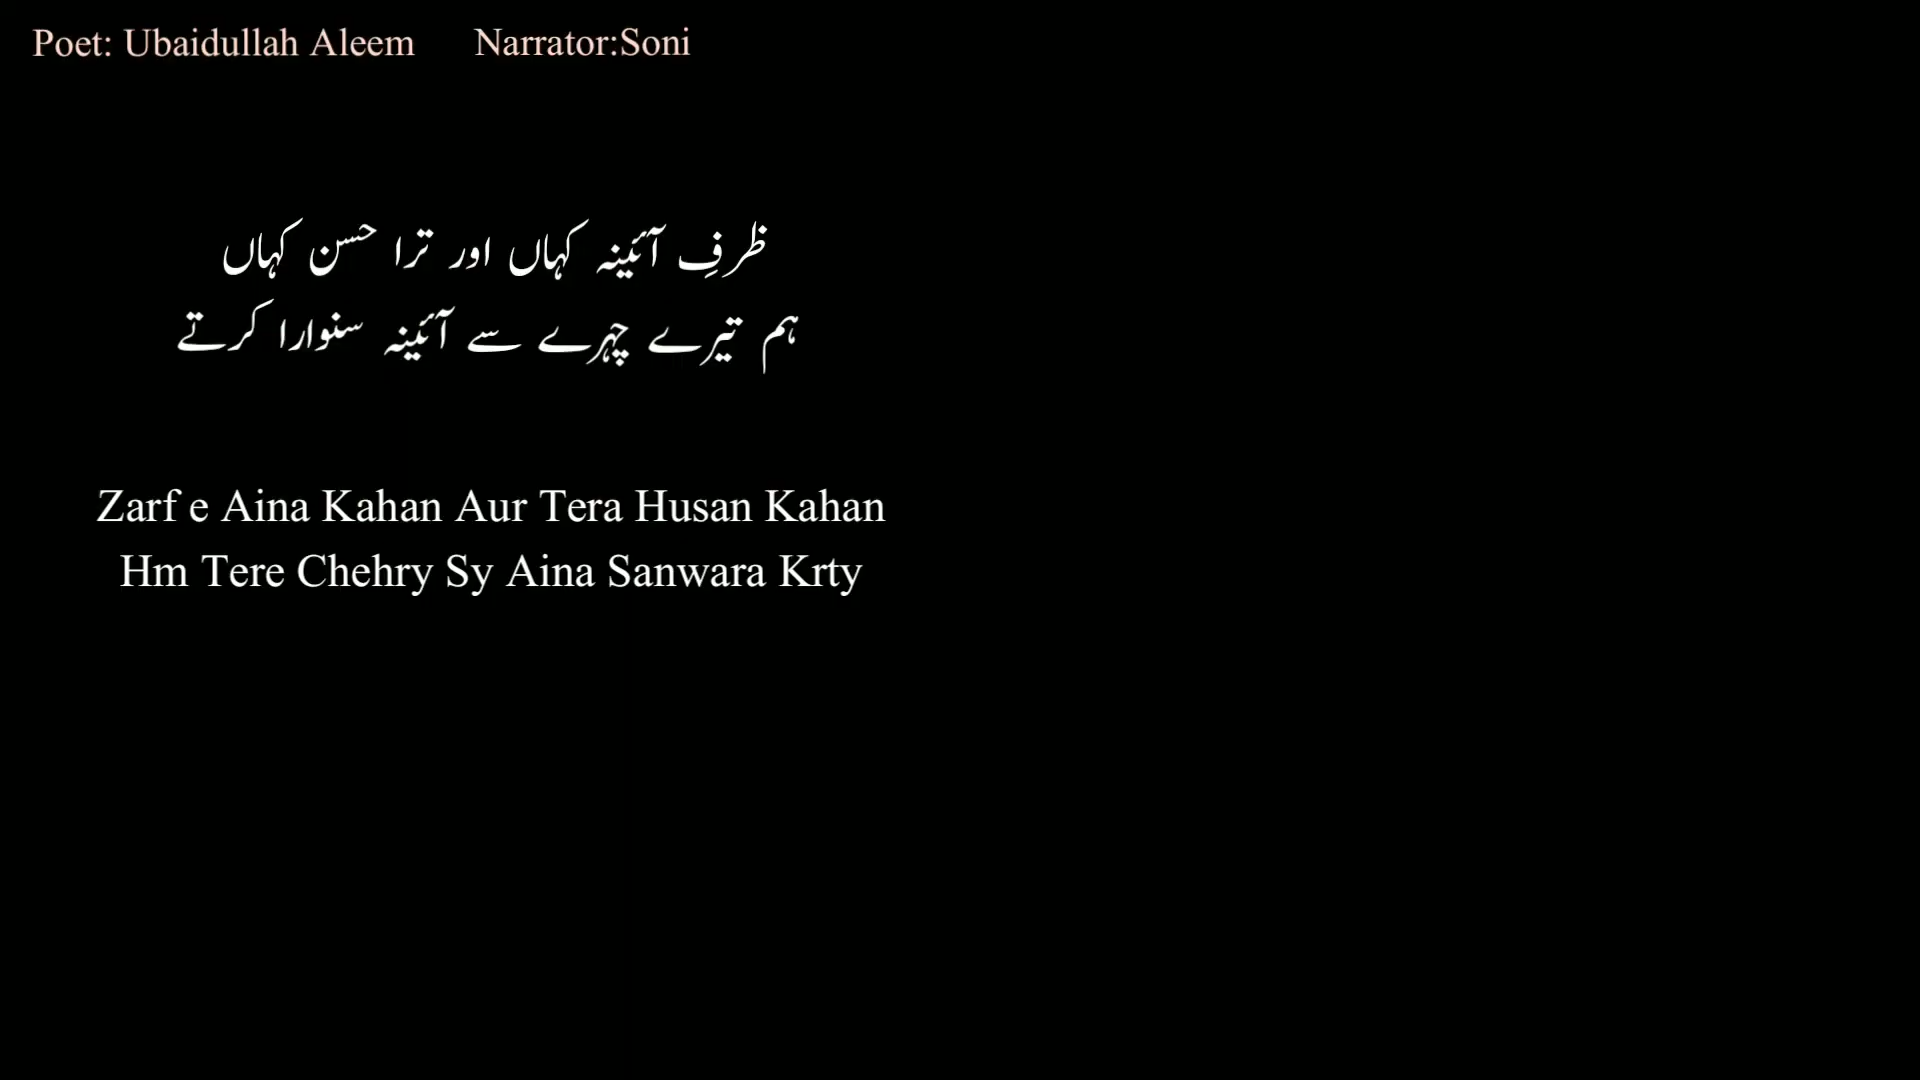 Poet: Ubaidullah Aleem Narrator:Soni
ظرفِ آئینہ کہاں اور ترا حسن کہاں
ہم تیرے چہرے سے آئینہ سنوارا کرتے
Zarf e Aina Kahan Aur Tera Husan Kahan
Hm Tere Chehry Sy Aina Sanwara Krty